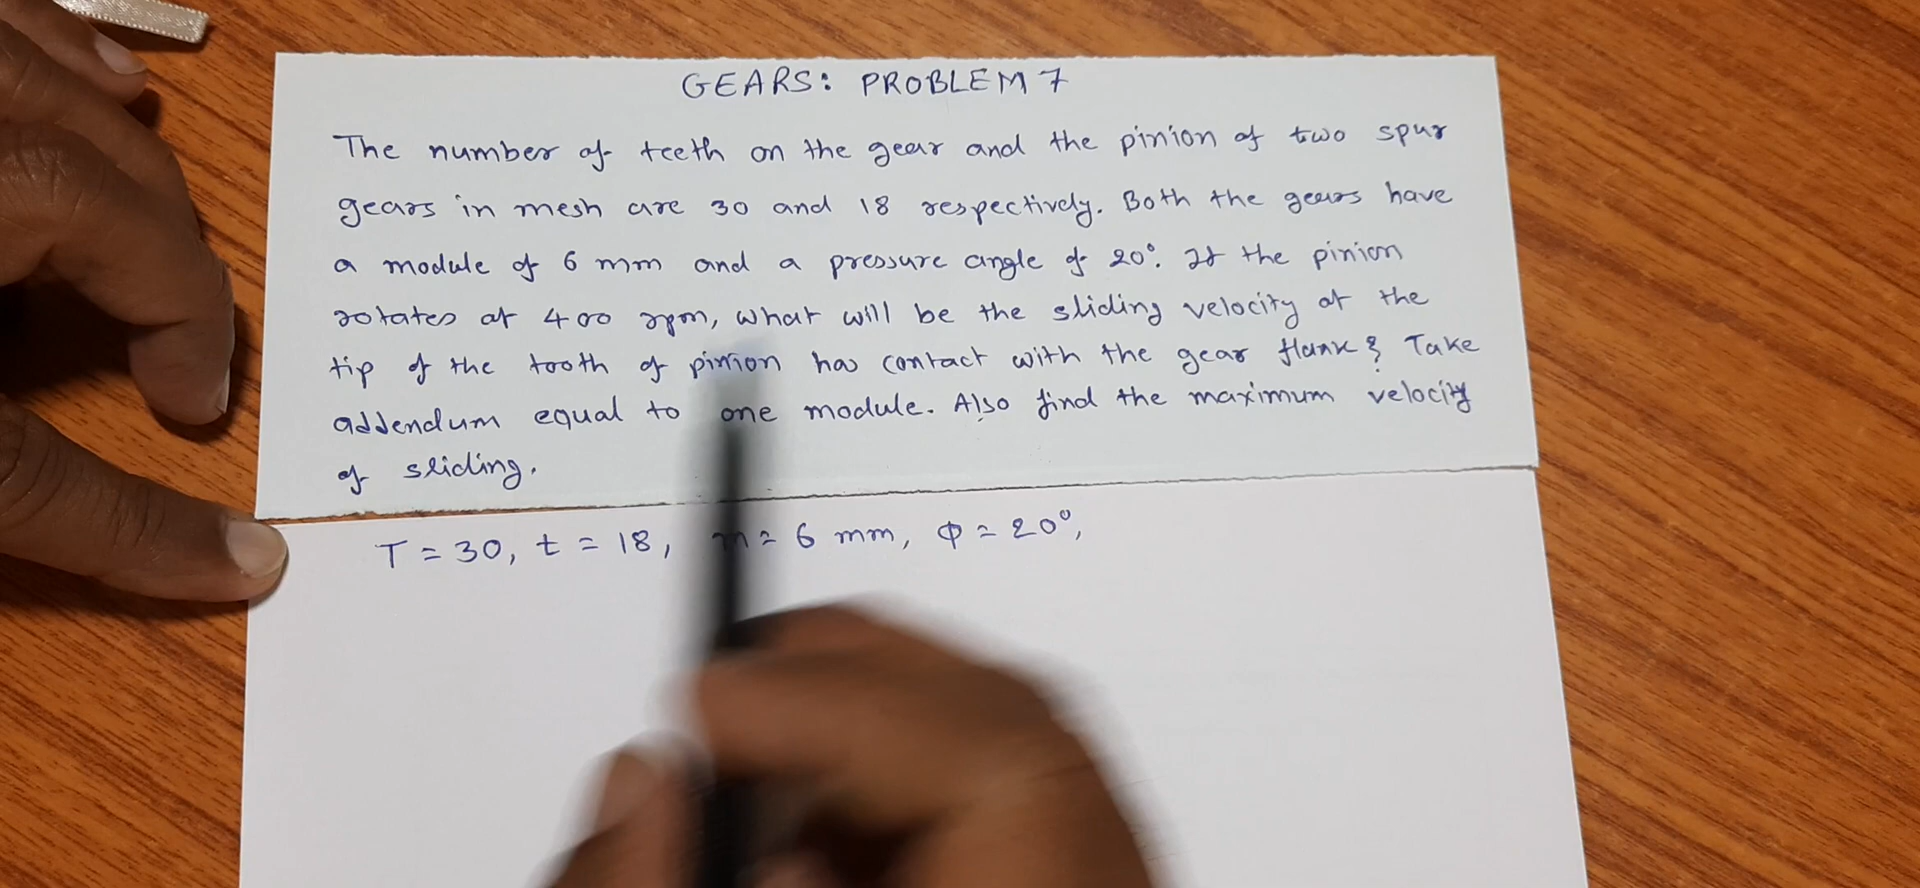 GEARS: PROBLEM 7
The number of teeth on the gear and the pinion of two spur
gears in mesh are 30 and 18 respectively. Both the gears have
a module of 6 mm and a pressure angle of 20°. If the pinion
rotates at 400 rpm, what will be the sliding velocity at the
tip of the tooth of pinion has contact with the gear flank? Take
addendum equal to one module. Also find the maximum velocity
of sliding.
T = 30, t = 18, m = 6 mm, Φ = 20°,